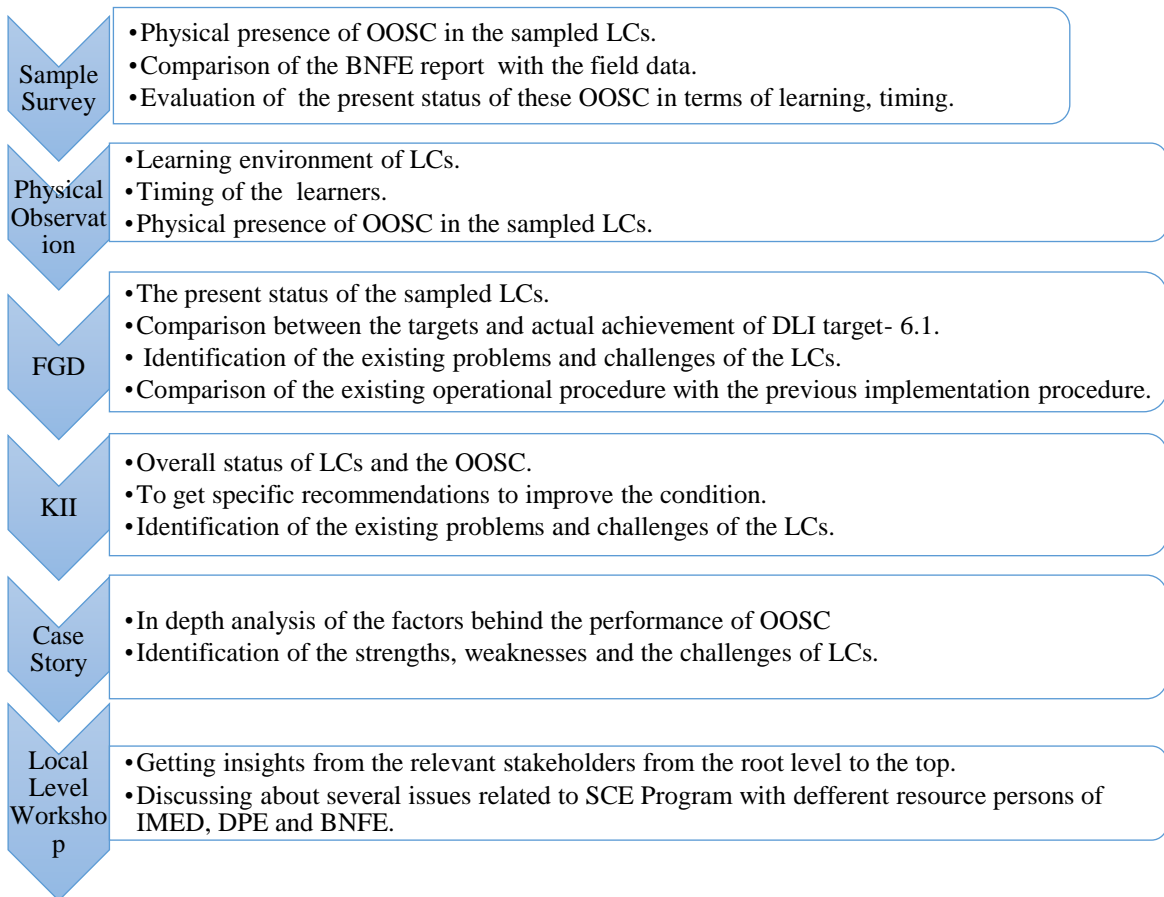 Sample
Survey
•Physical presence of OOSC in the sampled LCs.
•Comparison of the BNFE report with the field data.
•Evaluation of the present status of these OOSC in terms of learning, timing.
Physical
Observat
ion
•Learning environment of LCs.
•Timing of the learners.
•Physical presence of OOSC in the sampled LCs.
FGD
•The present status of the sampled LCs.
•Comparison between the targets and actual achievement of DLI target- 6.1.
• Identification of the existing problems and challenges of the LCs.
•Comparison of the existing operational procedure with the previous implementation procedure.
KII
•Overall status of LCs and the OOSC.
•To get specific recommendations to improve the condition.
•Identification of the existing problems and challenges of the LCs.
Case
Story
•In depth analysis of the factors behind the performance of OOSC
•Identification of the strengths, weaknesses and the challenges of LCs.
Local
Level
Worksho
p
•Getting insights from the relevant stakeholders from the root level to the top.
•Discussing about several issues related to SCE Program with defferent resource persons of
IMED, DPE and BNFE.